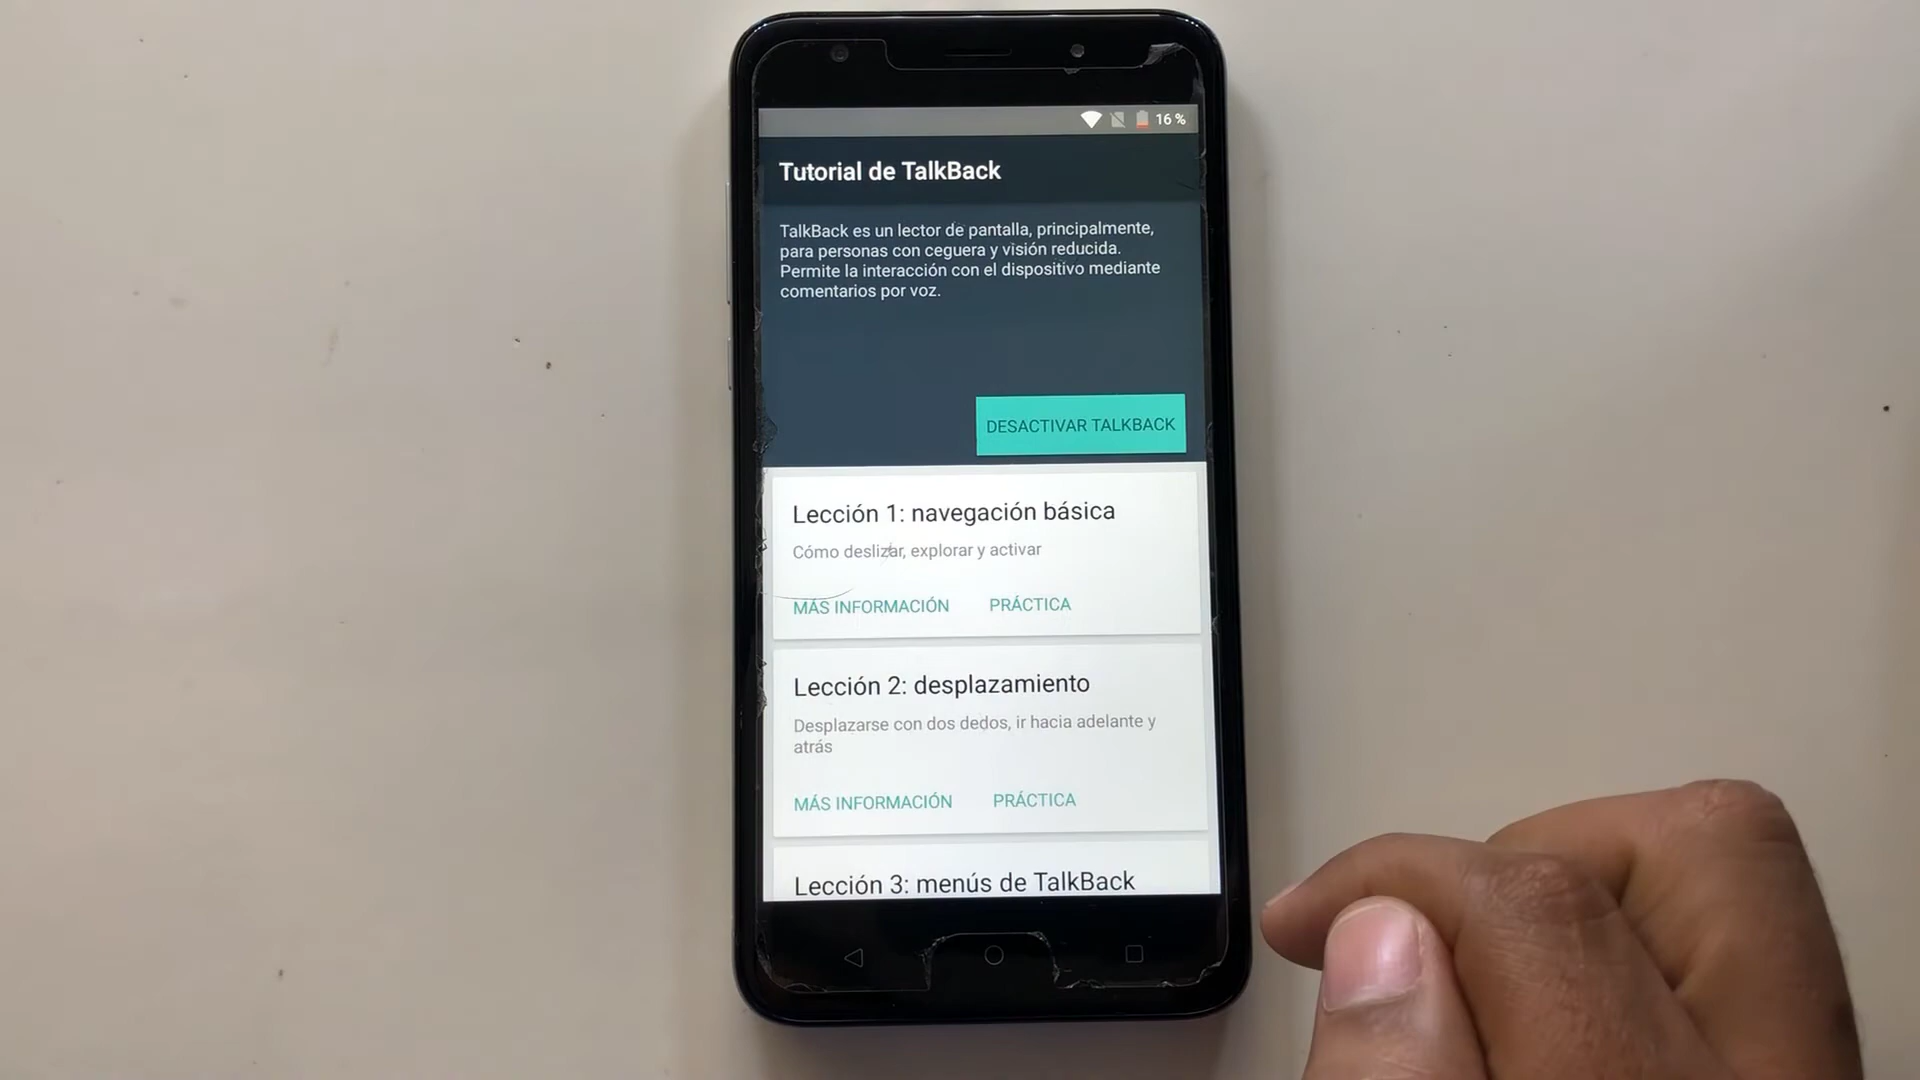 16 %
Tutorial de TalkBack
TalkBack es un lector de pantalla, principalmente,
para personas con ceguera y visión reducida.
Permite la interacción con el dispositivo mediante
comentarios por voz.
DESACTIVAR TALKBACK
Lección 1: navegación básica
Cómo deslizar, explorar y activar
MÁS INFORMACIÓN PRÁCTICA
Lección 2: desplazamiento
Desplazarse con dos dedos, ir hacia adelante y
atrás
MÁS INFORMACIÓN PRÁCTICA
Lección 3: menús de TalkBack